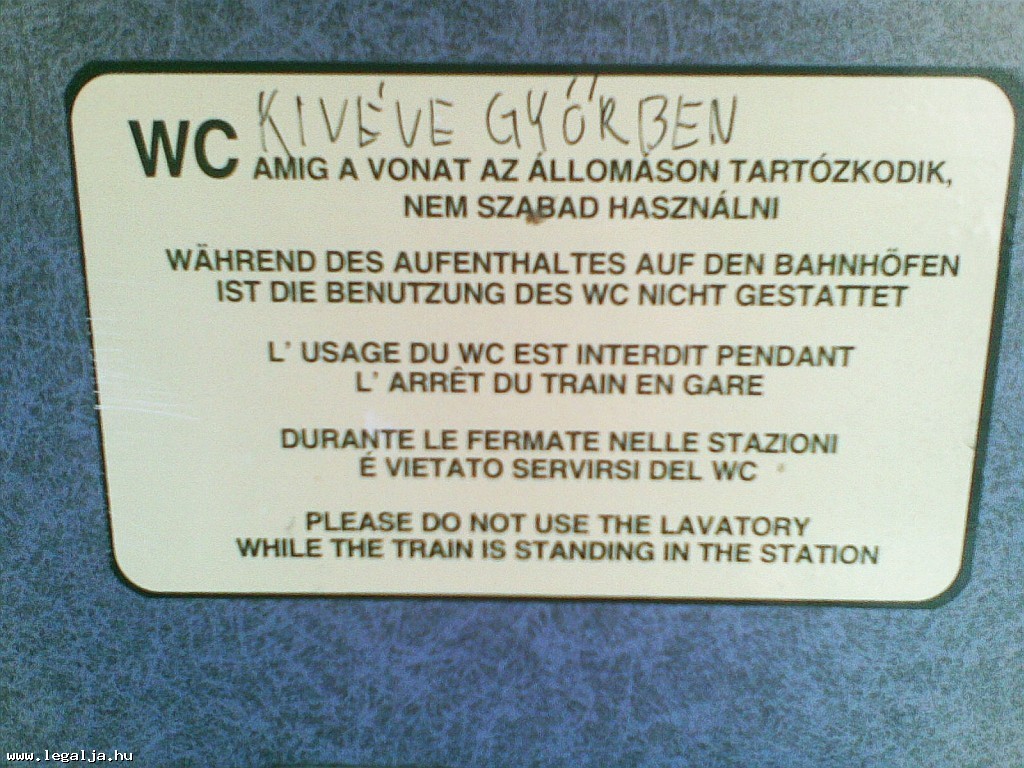 KIVÉVE GYŐRBEN
WC AMIG A VONAT AZ ÁLLOMÁSON TARTÓZKODIK,
NEM SZABAD HASZNÁLNI
WÄHREND DES AUFENTHALTES AUF DEN BAHNHÖFEN
IST DIE BENUTZUNG DES WC NICHT GESTATTET
L' USAGE DU WC EST INTERDIT PENDANT
L' ARRÊT DU TRAIN EN GARE
DURANTE LE FERMATE NELLE STAZIONI
É VIETATO SERVIRSI DEL WC
PLEASE DO NOT USE THE LAVATORY
WHILE THE TRAIN IS STANDING IN THE STATION
www.legalja.hu